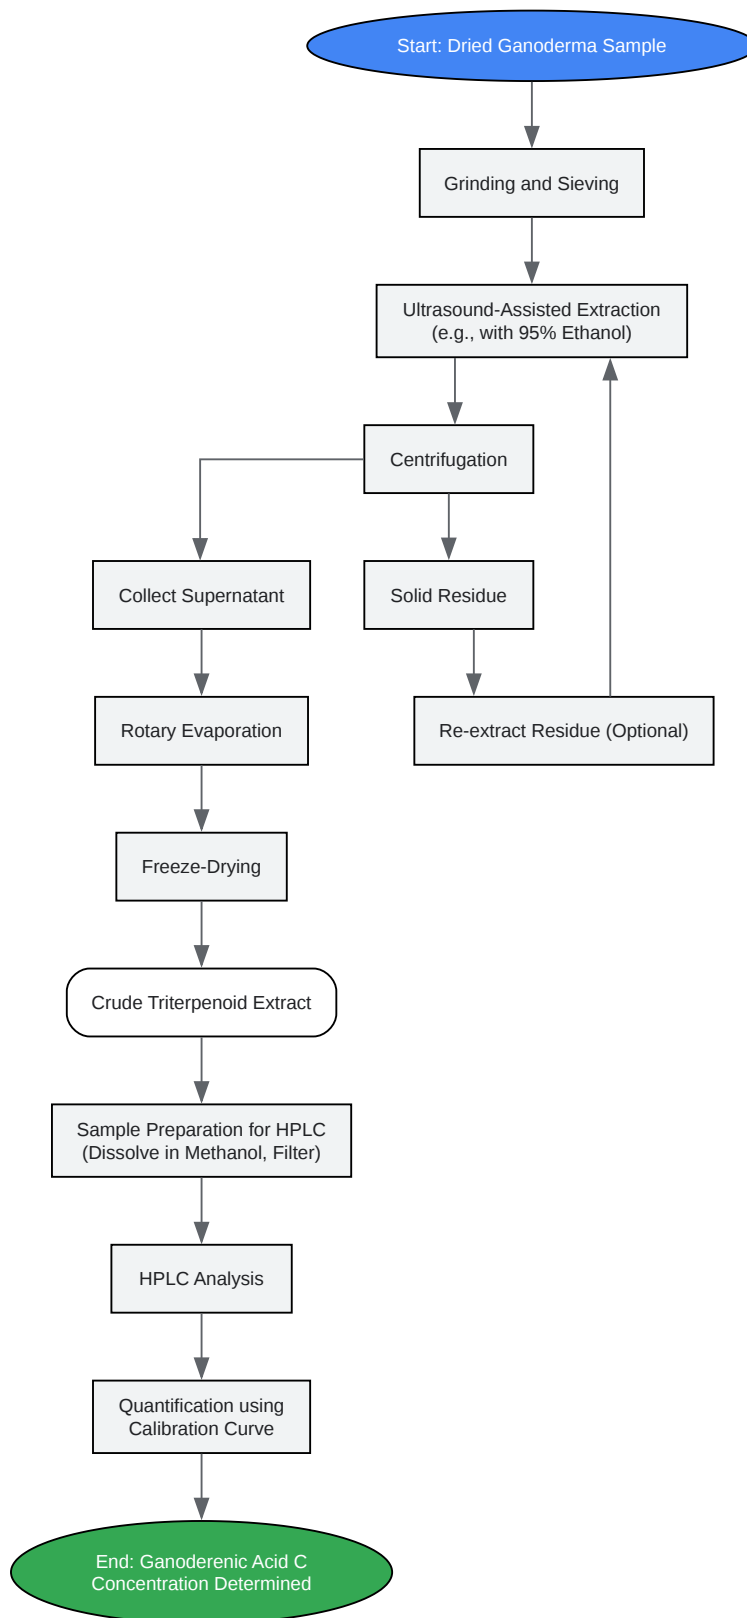 Start: Dried Ganoderma Sample
Grinding and Sieving
Ultrasound-Assisted Extraction
(e.g., with 95% Ethanol)
Centrifugation
Collect Supernatant
Solid Residue
Rotary Evaporation
Re-extract Residue (Optional)
Freeze-Drying
Crude Triterpenoid Extract
Sample Preparation for HPLC
(Dissolve in Methanol, Filter)
HPLC Analysis
Quantification using
Calibration Curve
End: Ganoderenic Acid C
Concentration Determined